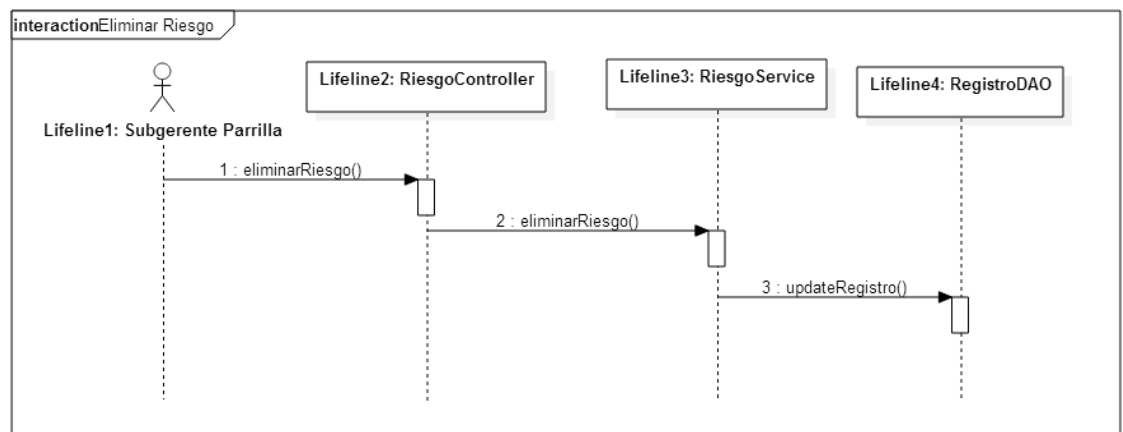 interactionEliminar Riesgo
Lifeline1: Subgerente Parrilla
Lifeline2: RiesgoController
Lifeline3: RiesgoService
Lifeline4: RegistroDAO
1 : eliminarRiesgo()
2 : eliminarRiesgo()
3 : updateRegistro()